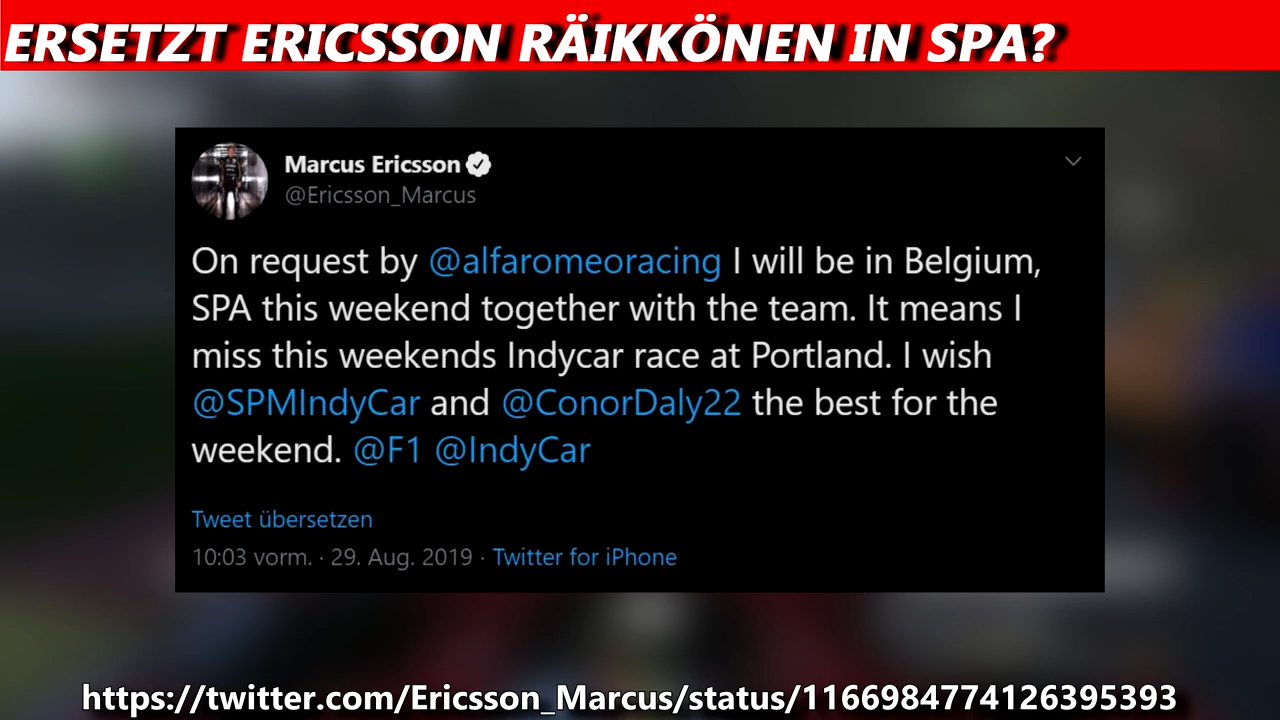 ERSETZT ERICSSON RÄIKKÖNEN IN SPA?
Marcus Ericsson
@Ericsson_Marcus
On request by @alfaromeoracing I will be in Belgium,
SPA this weekend together with the team. It means I
miss this weekends Indycar race at Portland. I wish
@SPMIndyCar and @ConorDaly22 the best for the
weekend. @F1 @IndyCar
Tweet übersetzen
10:03 vorm. · 29. Aug. 2019 · Twitter for iPhone
https://twitter.com/Ericsson_Marcus/status/1166984774126395393